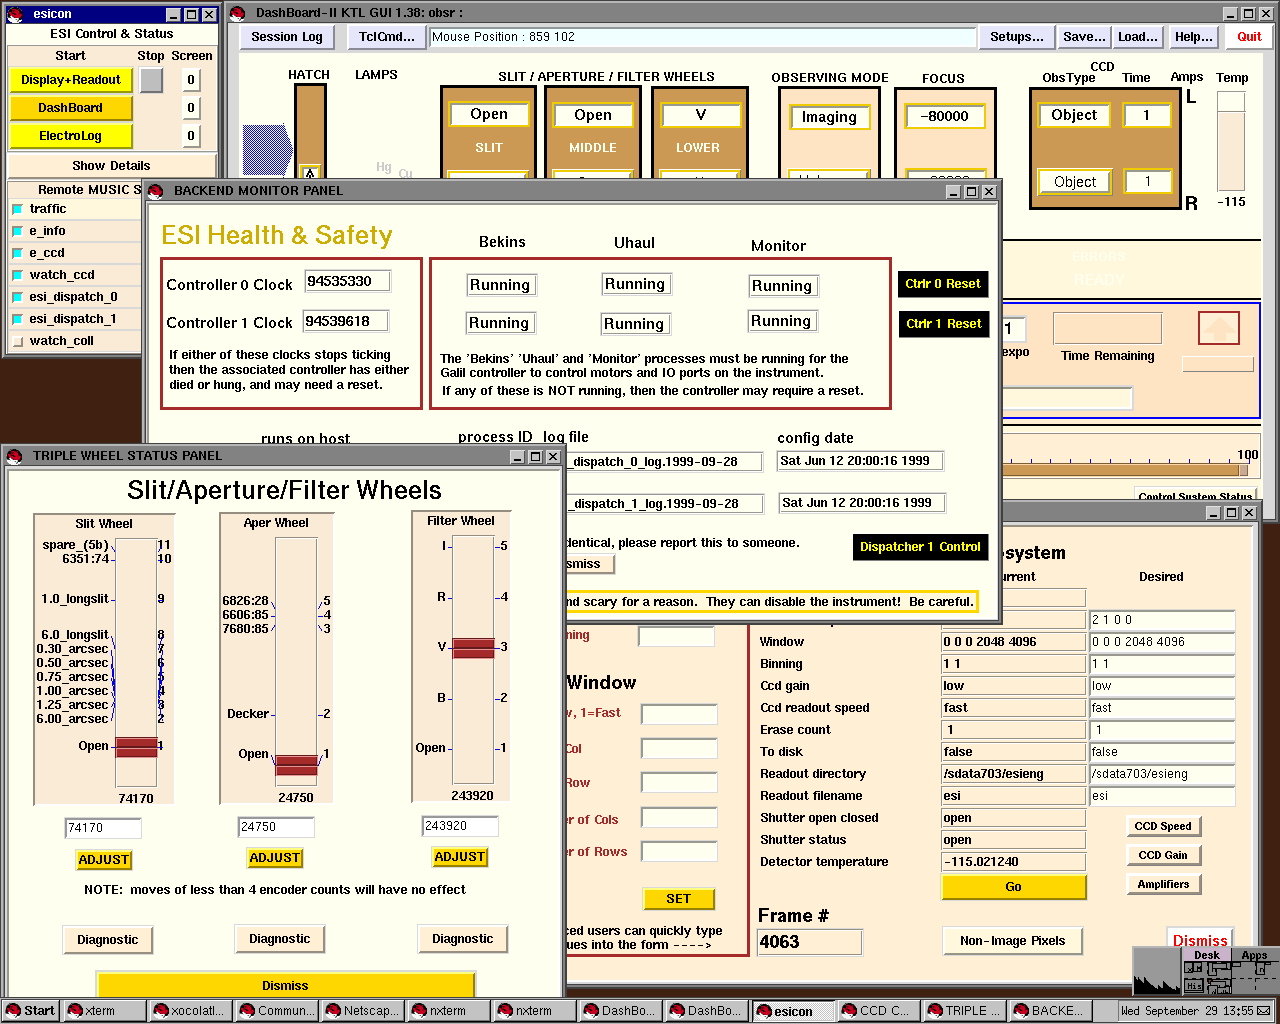 esicon
ESI Control & Status
Start Stop Screen
Display+Readout 0
DashBoard 0
ElectroLog 0
Show Details
Remote MUSIC S
traffic
e_info
e_ccd
watch_ccd
esi_dispatch_0
esi_dispatch_1
watch_coll
DashBoard-II KTL GUI 1.38: obsr :
Session Log TclCmd... Mouse Position : 859 102 Setups... Save... Load... Help... Quit
HATCH LAMPS SLIT / APERTURE / FILTER WHEELS OBSERVING MODE FOCUS CCD
ObsType Time Amps Temp
Open Open V Imaging -80000 Object 1 L
SLIT MIDDLE LOWER
Hg Cu
Object 1 R -115
ERRORS
READY
1
expo Time Remaining
100
Control System Status
BACKEND MONITOR PANEL
ESI Health & Safety
Bekins Uhaul Monitor
Controller 0 Clock 94535330 Running Running Running Ctrlr 0 Reset
Controller 1 Clock 94539618 Running Running Running Ctrlr 1 Reset
If either of these clocks stops ticking
then the associated controller has either
died or hung, and may need a reset.
The 'Bekins' 'Uhaul' and 'Monitor' processes must be running for the
Galil controller to control motors and IO ports on the instrument.
If any of these is NOT running, then the controller may require a reset.
runs on host process ID log file config date
_dispatch_0_log.1999-09-28 Sat Jun 12 20:00:16 1999
_dispatch_1_log.1999-09-28 Sat Jun 12 20:00:16 1999
dentical, please report this to someone.
smiss Dispatcher 1 Control
nd scary for a reason. They can disable the instrument! Be careful.
TRIPLE WHEEL STATUS PANEL
Slit/Aperture/Filter Wheels
Slit Wheel
spare_(5b) 11
6351:74 10
1.0_longslit 9
6.0_longslit 8
0.30_arcsec 7
0.50_arcsec 6
0.75_arcsec 5
1.00_arcsec 4
1.25_arcsec 3
6.00_arcsec 2
Open 1
74170
74170
ADJUST
Aper Wheel
6826:28 5
6606:85 4
7680:85 3
Decker 2
Open 1
24750
24750
ADJUST
Filter Wheel
I 5
R 4
V 3
B 2
Open 1
243920
243920
ADJUST
NOTE: moves of less than 4 encoder counts will have no effect
Diagnostic Diagnostic Diagnostic
Dismiss
ning
Window
v, 1=Fast
Col
Row
er of Cols
er of Rows
SET
ced users can quickly type
ues into the form ---->
osystem
urrent Desired
2 1 0 0
Window 0 0 0 2048 4096 0 0 0 2048 4096
Binning 1 1 1 1
Ccd gain low low
Ccd readout speed fast fast
Erase count 1 1
To disk false false
Readout directory /sdata703/esieng /sdata703/esieng
Readout filename esi esi
Shutter open closed open
Shutter status open
Detector temperature -115.021240
CCD Speed
CCD Gain
Amplifiers
Go
Frame #
4063
Non-Image Pixels
Dismiss
Desk Apps
His
Start xterm xocolatl... Commun... Netscap... nxterm nxterm DashBo... DashBo... esicon CCD C... TRIPLE ... BACKE... Wed September 29 13:55